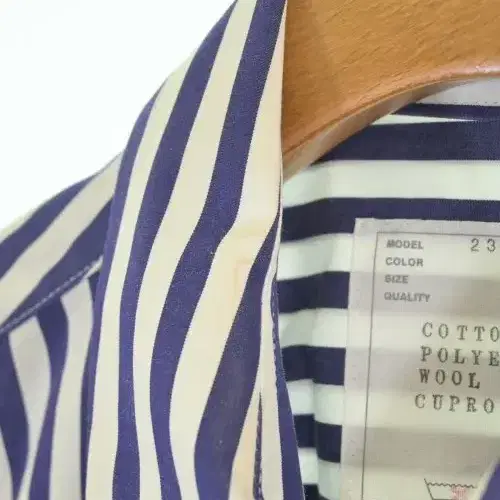 MODEL 23
COLOR
SIZE
QUALITY
COTTO
POLYE
WOOL
CUPRO